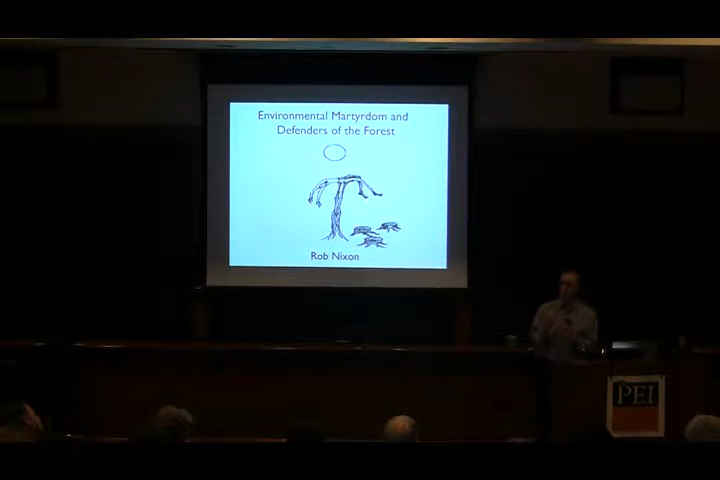 Environmental Martyrdom and
Defenders of the Forest
Rob Nixon
PEI